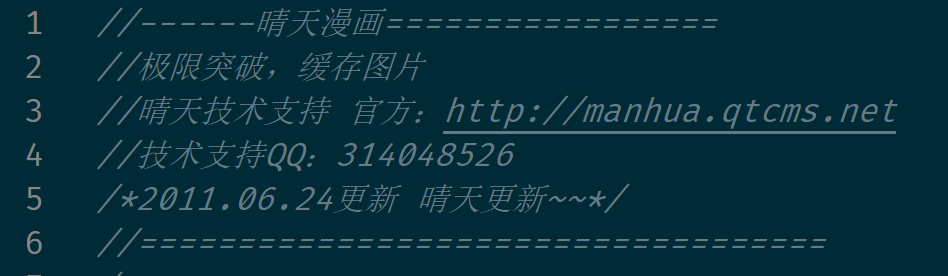 1 //------晴天漫画=================
2 //极限突破，缓存图片
3 //晴天技术支持 官方：http://manhua.qtcms.net
4 //技术支持QQ：314048526
5 /*2011.06.24更新 晴天更新~~*/
6 //===================================